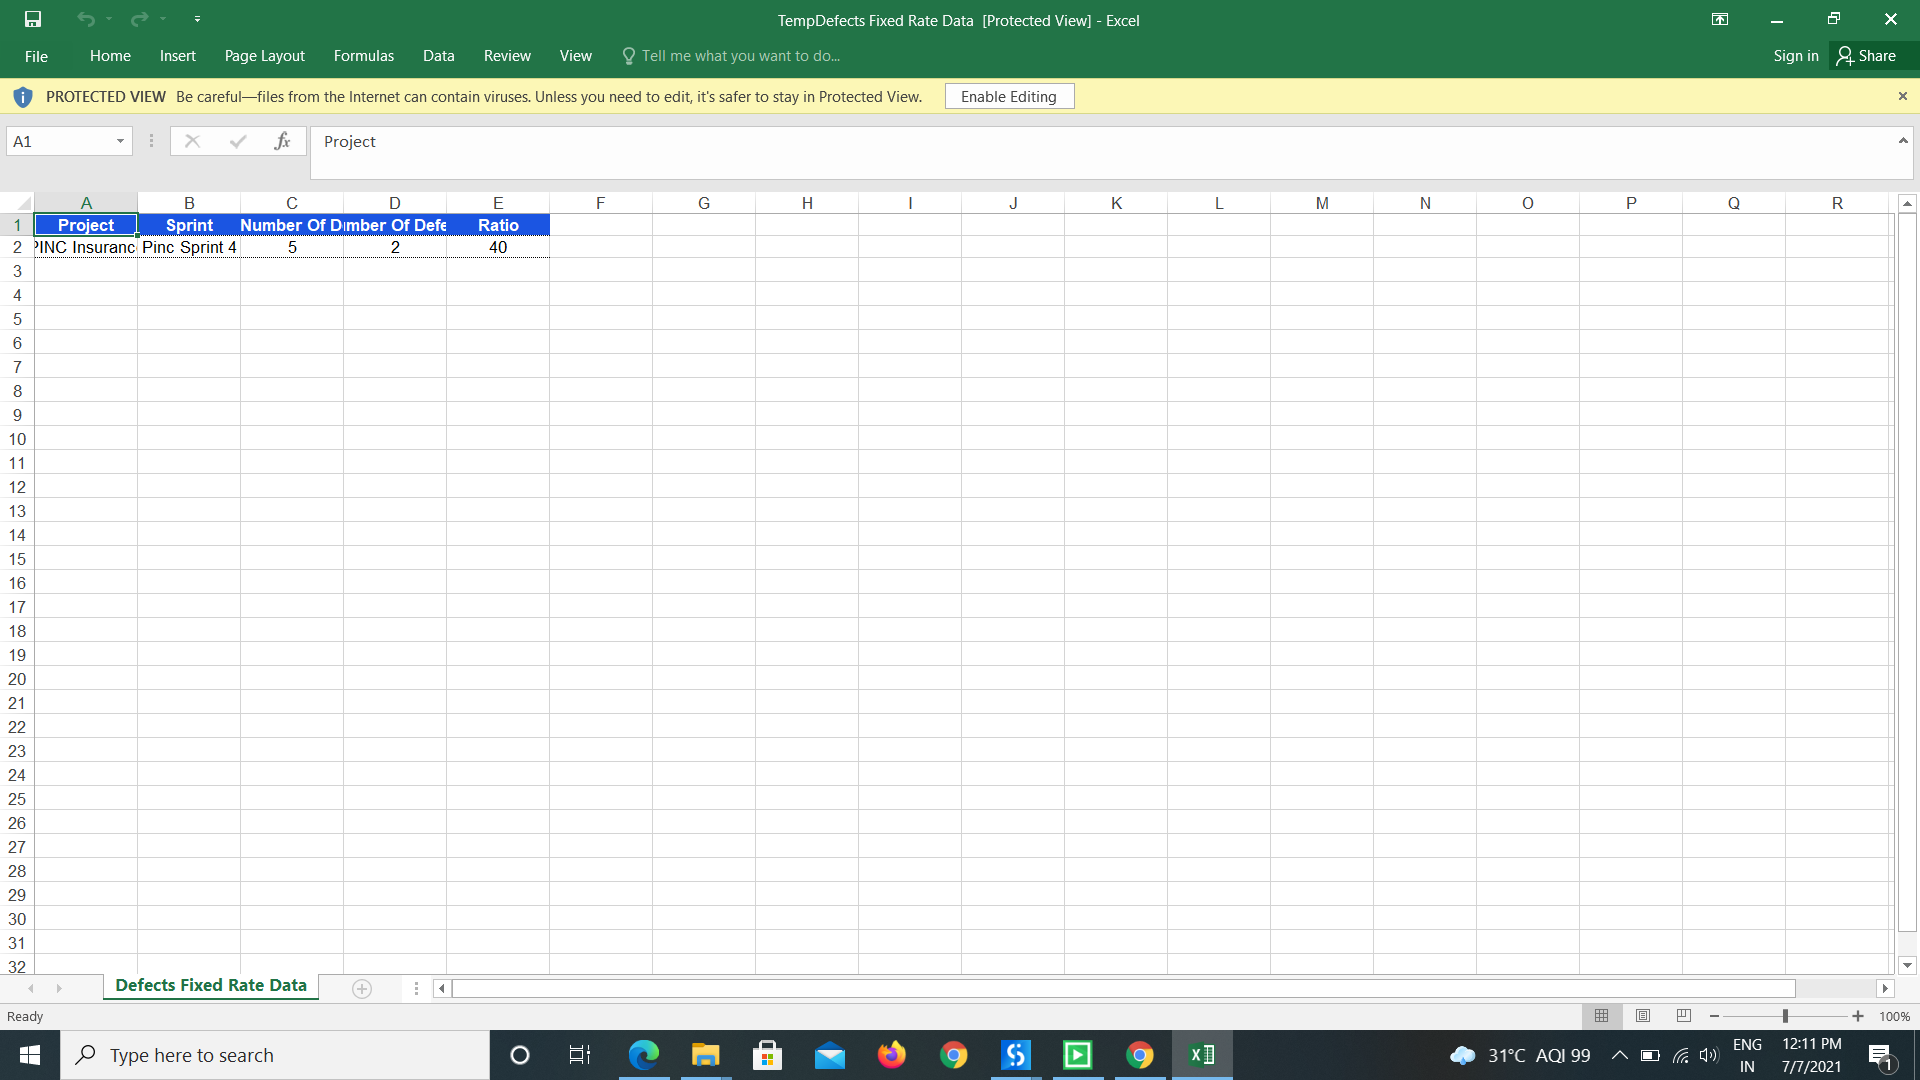 TempDefects Fixed Rate Data [Protected View] - Excel
File Home Insert Page Layout Formulas Data Review View Tell me what you want to do... Sign in Share
PROTECTED VIEW Be careful—files from the Internet can contain viruses. Unless you need to edit, it's safer to stay in Protected View. Enable Editing
A1 fx Project
A B C D E F G H I J K L M N O P Q R
1 Project Sprint Number Of D mber Of Defe Ratio
2 PINC Insuranc Pinc Sprint 4 5 2 40
3
4
5
6
7
8
9
10
11
12
13
14
15
16
17
18
19
20
21
22
23
24
25
26
27
28
29
30
31
32
Defects Fixed Rate Data
Ready 100%
Type here to search 31°C AQI 99 ENG 12:11 PM
IN 7/7/2021 1